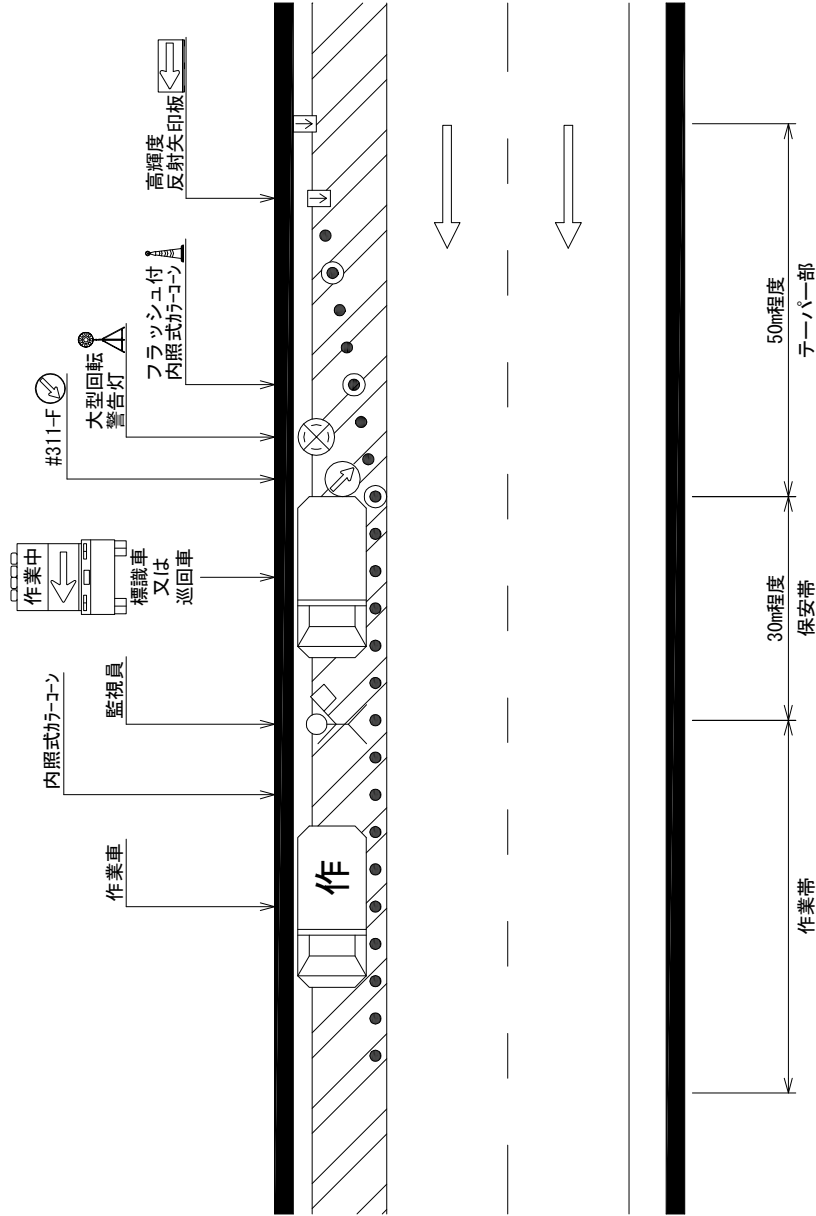 高輝度
反射矢印板
フラッシュ付
内照式カラーコーン
大型回転
警告灯
#311-F
作業中
標識車
又は
巡回車
監視員
内照式カラーコーン
作業車
作
50m程度
テーパー部
30m程度
保安帯
作業帯